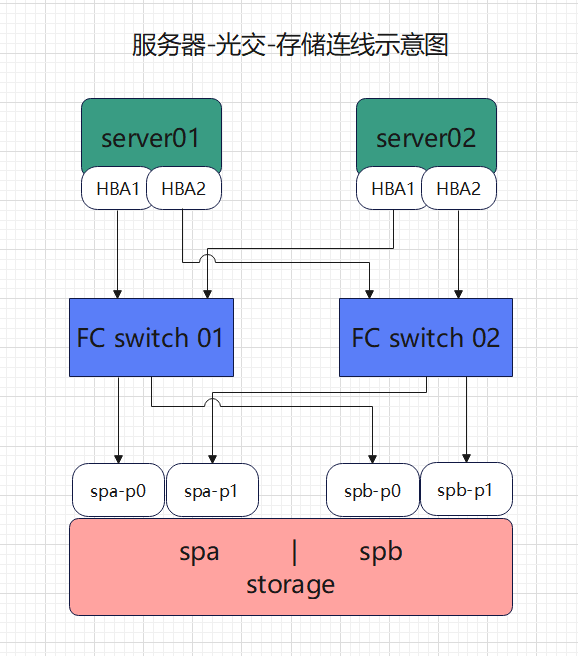 服务器-光交-存储连线示意图
server01
server02
HBA1
HBA2
HBA1
HBA2
FC switch 01
FC switch 02
spa-p0
spa-p1
spb-p0
spb-p1
spa | spb
storage